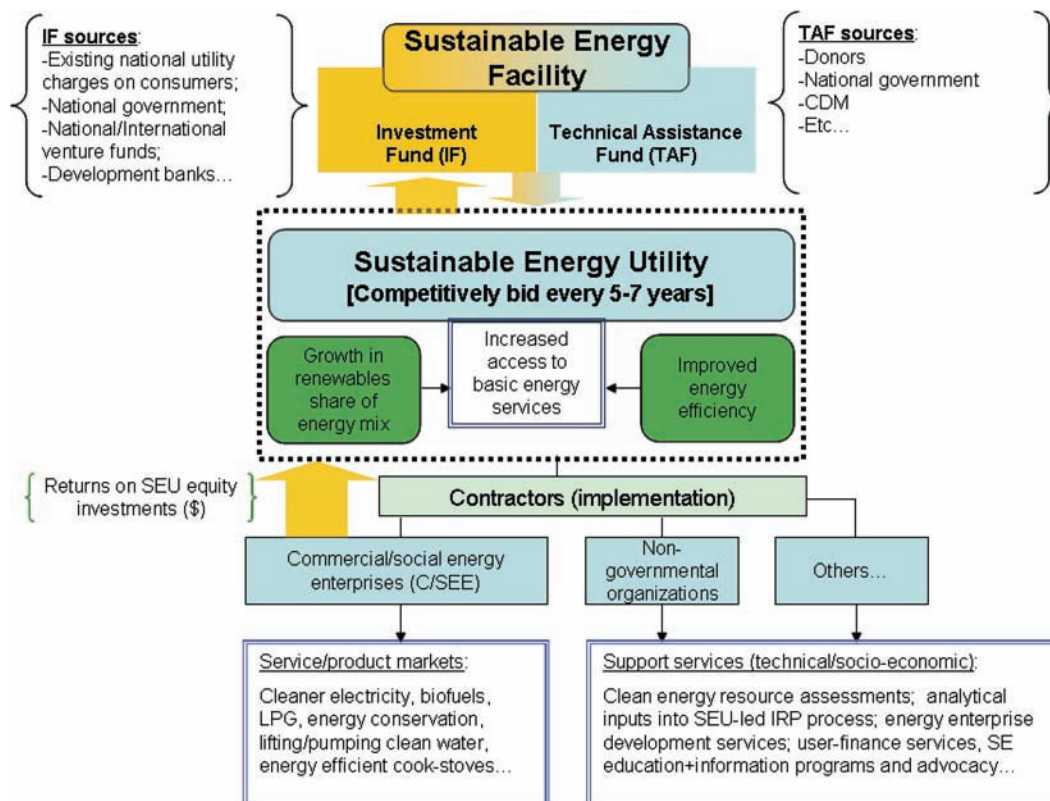 IF sources:
-Existing national utility
charges on consumers;
-National government;
-National/International
venture funds;
-Development banks…
Sustainable Energy
Facility
Investment
Fund (IF)
Technical Assistance
Fund (TAF)
TAF sources:
-Donors
-National government
-CDM
-Etc…
Sustainable Energy Utility
[Competitively bid every 5-7 years]
Growth in
renewables
share of
energy mix
Increased
access to
basic energy
services
Improved
energy
efficiency
Returns on SEU equity
investments ($)
Contractors (implementation)
Commercial/social energy
enterprises (C/SEE)
Non-
governmental
organizations
Others…
Service/product markets:
Cleaner electricity, biofuels,
LPG, energy conservation,
lifting/pumping clean water,
energy efficient cook-stoves…
Support services (technical/socio-economic):
Clean energy resource assessments; analytical
inputs into SEU-led IRP process; energy enterprise
development services; user-finance services, SE
education+information programs and advocacy…